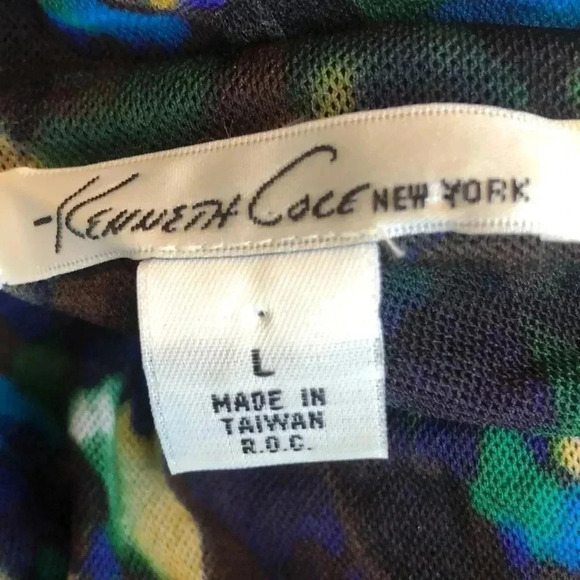 Kenneth Cole NEW YORK
L
MADE IN
TAIWAN
R.O.C.